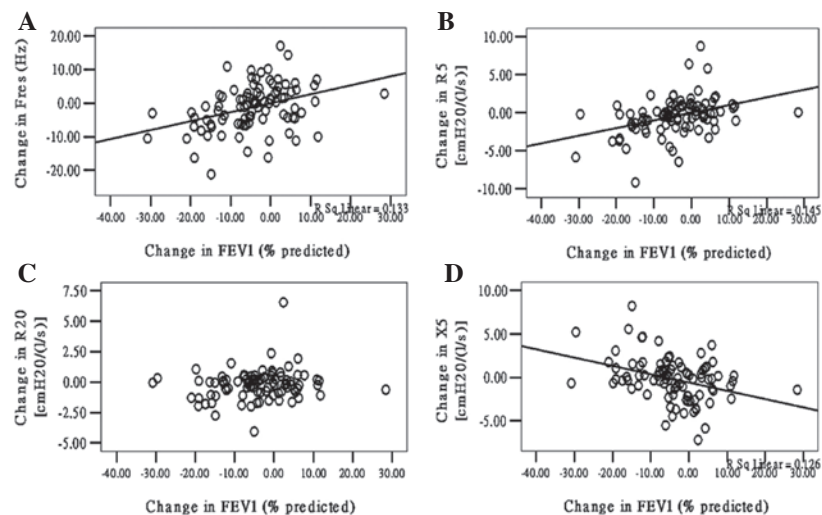 A
Change in Fres (Hz)
20.00
10.00
0.00
-10.00
-20.00
R Sq Linear = 0.133
-40.00 -30.00 -20.00 -10.00 0.00 10.00 20.00 30.00
Change in FEV1 (% predicted)
B
Change in R5
[cmH2O/(l/s)]
10.00
5.00
0.00
-5.00
-10.00
R Sq Linear = 0.145
-40.00 -30.00 -20.00 -10.00 0.00 10.00 20.00 30.00
Change in FEV1 (% predicted)
C
Change in R20
[cmH2O/(l/s)]
7.50
5.00
2.50
0.00
-2.50
-5.00
-40.00 -30.00 -20.00 -10.00 0.00 10.00 20.00 30.00
Change in FEV1 (% predicted)
D
Change in X5
[cmH2O/(l/s)]
10.00
5.00
0.00
-5.00
R Sq Linear = 0.126
-40.00 -30.00 -20.00 -10.00 0.00 10.00 20.00 30.00
Change in FEV1 (% predicted)